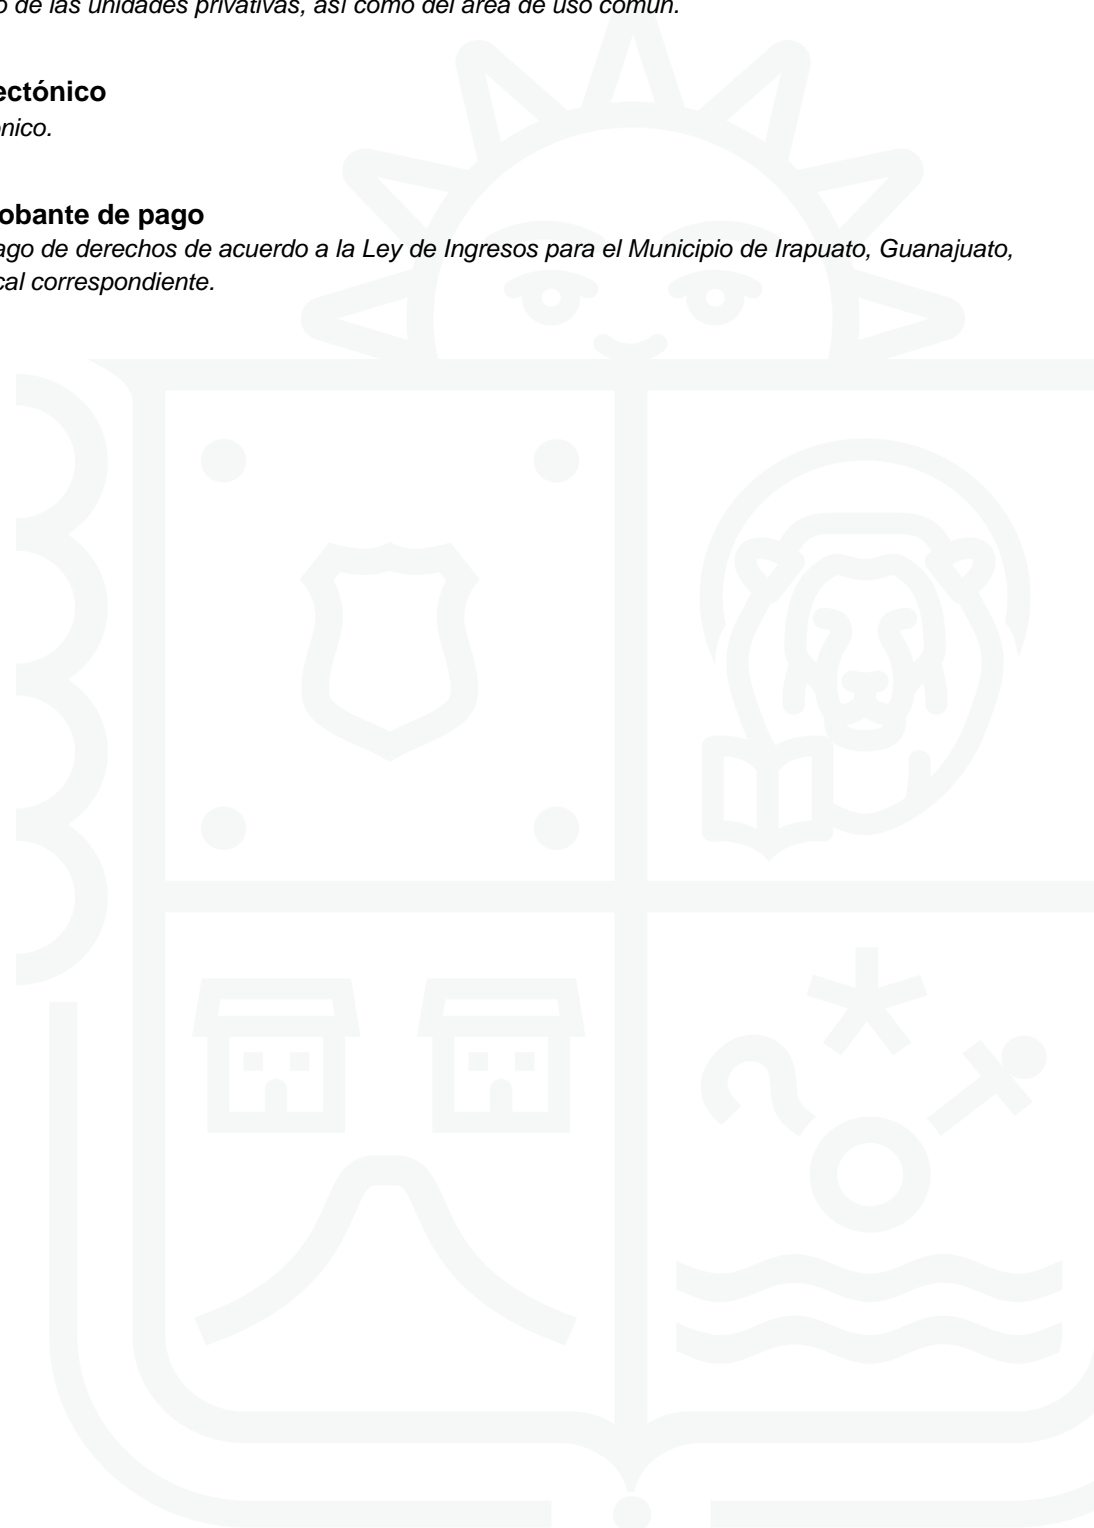 o de las unidades privativas, así como del área de uso común.
ectónico
ónico.
obante de pago
ago de derechos de acuerdo a la Ley de Ingresos para el Municipio de Irapuato, Guanajuato,
cal correspondiente.